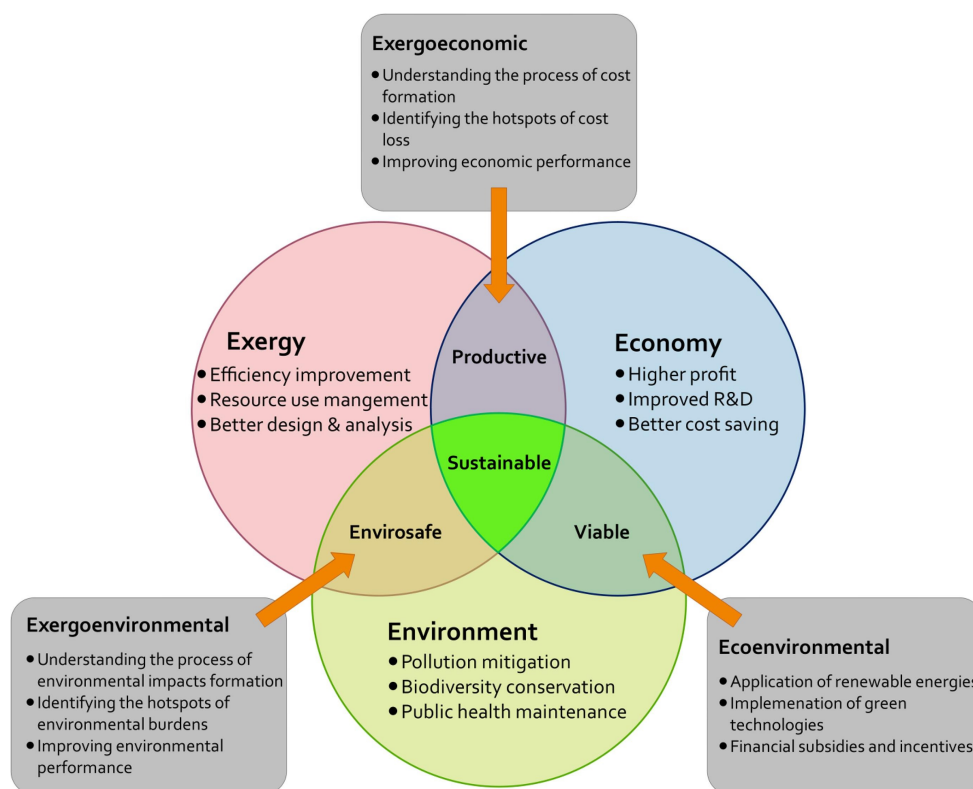 Exergoeconomic
• Understanding the process of cost
formation
• Identifying the hotspots of cost
loss
• Improving economic performance
Exergy
• Efficiency improvement
• Resource use mangement
• Better design & analysis
Productive
Economy
• Higher profit
• Improved R&D
• Better cost saving
Sustainable
Envirosafe
Viable
Environment
• Pollution mitigation
• Biodiversity conservation
• Public health maintenance
Exergoenvironmental
• Understanding the process of
environmental impacts formation
• Identifying the hotspots of
environmental burdens
• Improving environmental
performance
Ecoenvironmental
• Application of renewable energies
• Implemenation of green
technologies
• Financial subsidies and incentives